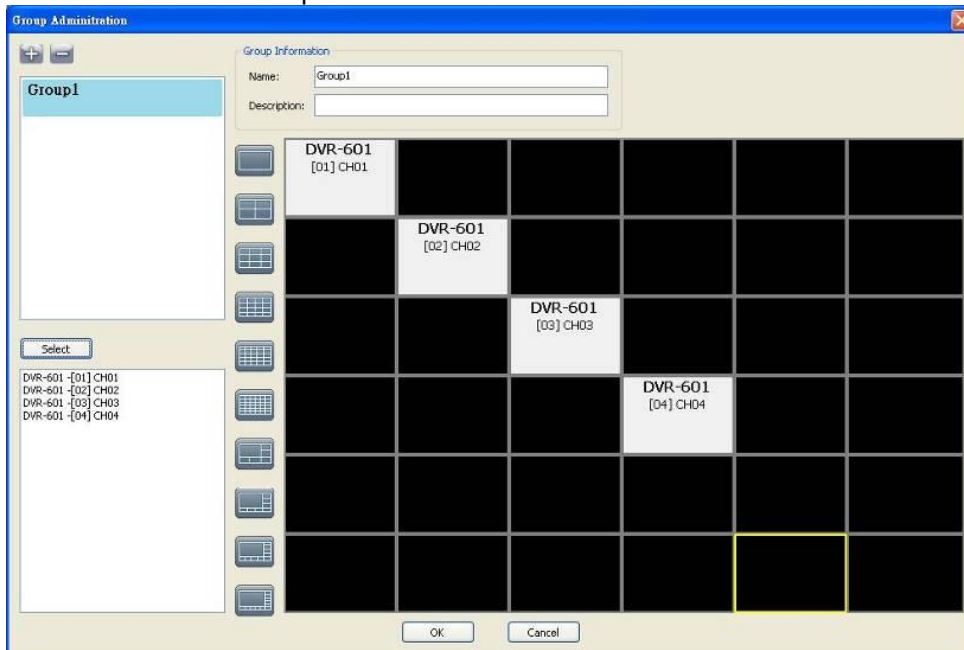 Group Adminitration
Group Information
Name: Group1
Description:
Group1
DVR-601
[01] CH01
DVR-601
[02] CH02
DVR-601
[03] CH03
DVR-601
[04] CH04
Select
DVR-601 -[01] CH01
DVR-601 -[02] CH02
DVR-601 -[03] CH03
DVR-601 -[04] CH04
OK
Cancel